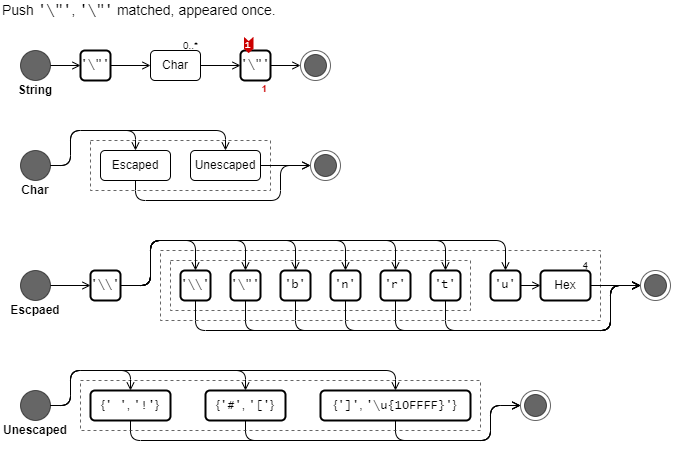 Push '\"', '\"' matched, appeared once.
0..*
1
'\"'
Char
'\"'
String
1
Escaped
Unescaped
Char
4
'\\'
'\\'
'\"'
'b'
'n'
'r'
't'
'u'
Hex
Escpaed
{' ','!'}
{'#','['}
{']','\u{10FFFF}'}
Unescaped